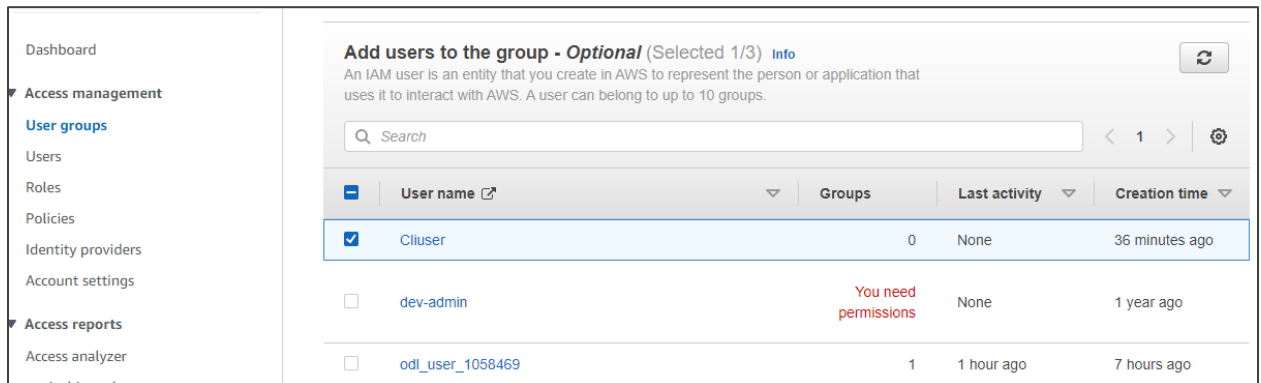 Dashboard
Access management
User groups
Users
Roles
Policies
Identity providers
Account settings
Access reports
Access analyzer
Add users to the group - Optional (Selected 1/3) Info
An IAM user is an entity that you create in AWS to represent the person or application that
uses it to interact with AWS. A user can belong to up to 10 groups.
Search
1
User name Groups Last activity Creation time
Cliuser 0 None 36 minutes ago
dev-admin You need permissions None 1 year ago
odl_user_1058469 1 1 hour ago 7 hours ago